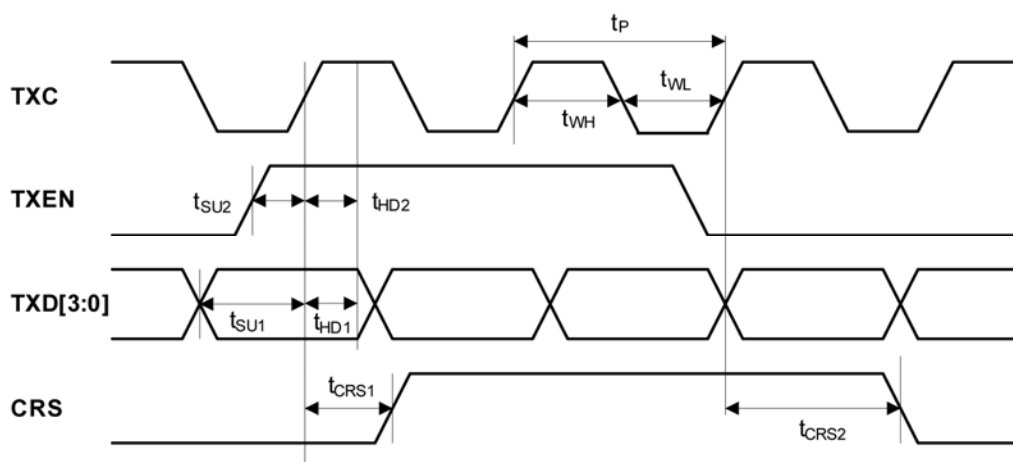 tP
TXC
tWH
tWL
TXEN
tSU2
tHD2
TXD[3:0]
tSU1
tHD1
CRS
tCRS1
tCRS2